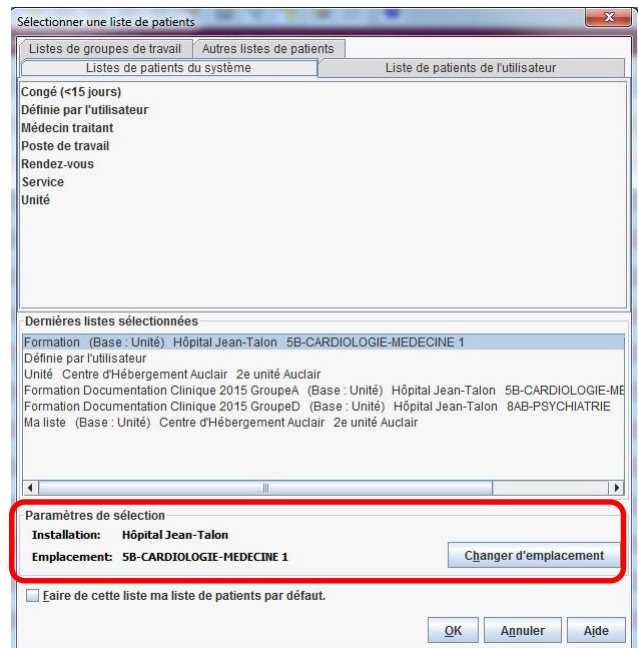 Sélectionner une liste de patients
Listes de groupes de travail Autres listes de patients
Listes de patients du système Liste de patients de l'utilisateur
Congé (<15 jours)
Définie par l'utilisateur
Médecin traitant
Poste de travail
Rendez-vous
Service
Unité
Dernières listes sélectionnées
Formation (Base : Unité) Hôpital Jean-Talon 5B-CARDIOLOGIE-MEDECINE 1
Définie par l'utilisateur
Unité Centre d'Hébergement Auclair 2e unité Auclair
Formation Documentation Clinique 2015 GroupeA (Base : Unité) Hôpital Jean-Talon 5B-CARDIOLOGIE-ME
Formation Documentation Clinique 2015 GroupeD (Base : Unité) Hôpital Jean-Talon 8AB-PSYCHIATRIE
Ma liste (Base : Unité) Centre d'Hébergement Auclair 2e unité Auclair
Paramètres de sélection
Installation: Hôpital Jean-Talon
Emplacement: 5B-CARDIOLOGIE-MEDECINE 1 Changer d'emplacement
Faire de cette liste ma liste de patients par défaut.
OK Annuler Aide